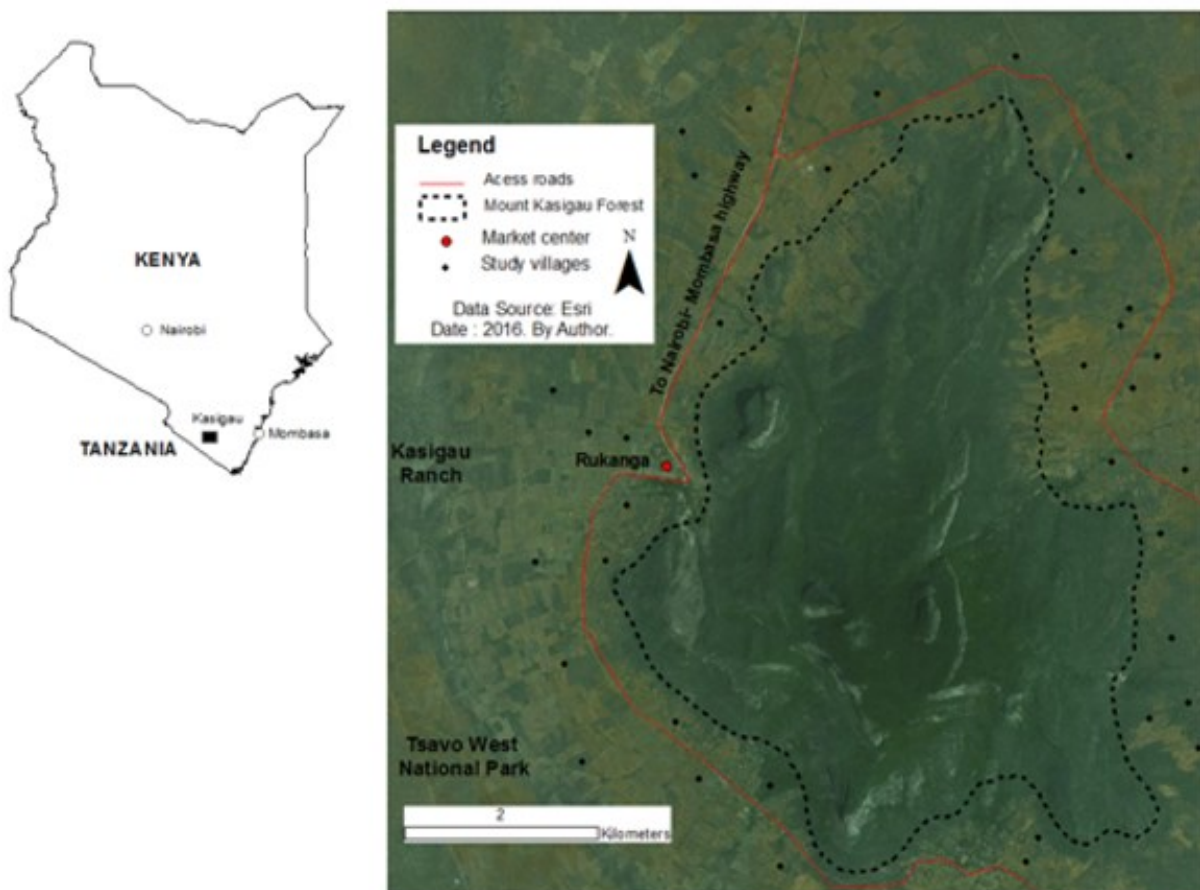 KENYA
Nairobi
Kasigau
Mombasa
TANZANIA
Legend
Acess roads
Mount Kasigau Forest
Market center
N
Study villages
Data Source: Esri
Date : 2016. By Author.
To Nairobi- Mombasa highway
Rukanga
Kasigau
Ranch
Tsavo West
National Park
2
Kilometers